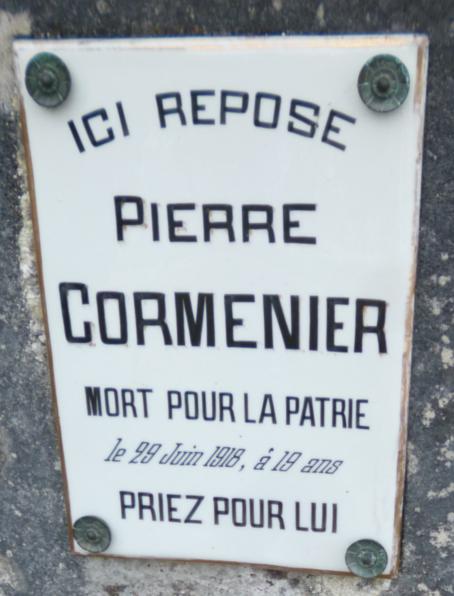 ICI REPOSE
PIERRE
CORMENIER
MORT POUR LA PATRIE
le 29 Juin 1918, à 19 ans
PRIEZ POUR LUI